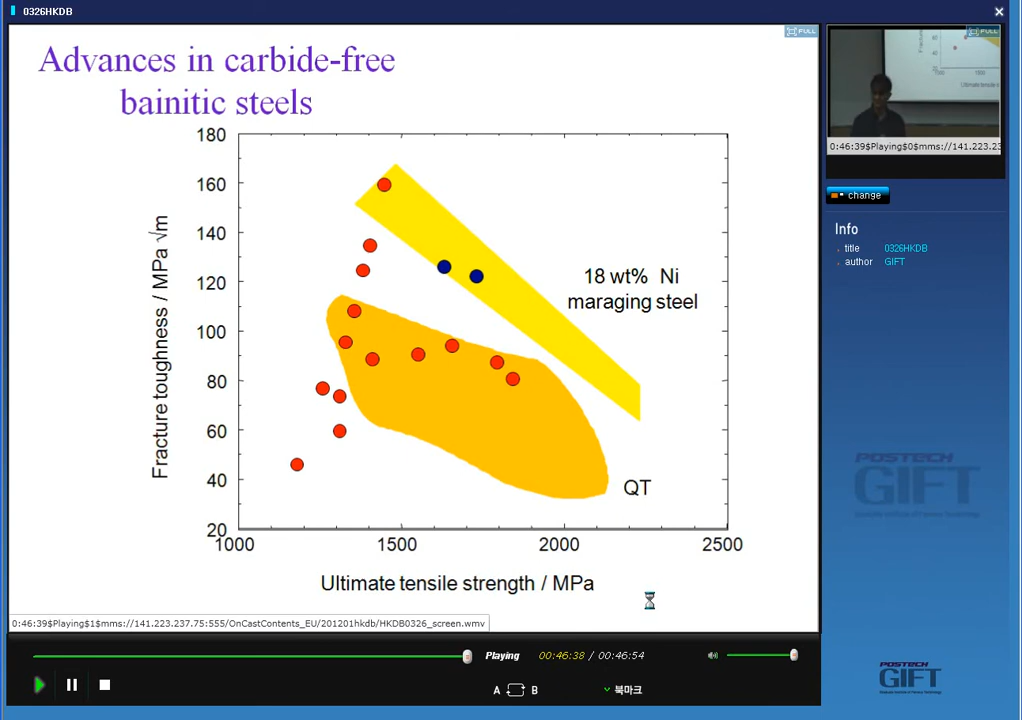 0326HKDB
FULL
Advances in carbide-free
bainitic steels
180
160
140
120
100
80
60
40
20
1000
1500
2000
2500
Fracture toughness / MPa √m
Ultimate tensile strength / MPa
18 wt% Ni
maraging steel
QT
0:46:39$Playing$1$mms://141.223.237.75:555/OnCastContents_EU/201201hkdb/HKDB0326_screen.wmv
FULL
0:46:39$Playing$0$mms://141.223.23
change
Info
title 0326HKDB
author GIFT
POSTECH
GIFT
Playing 00:46:38 / 00:46:54
A B
북마크
POSTECH
GIFT